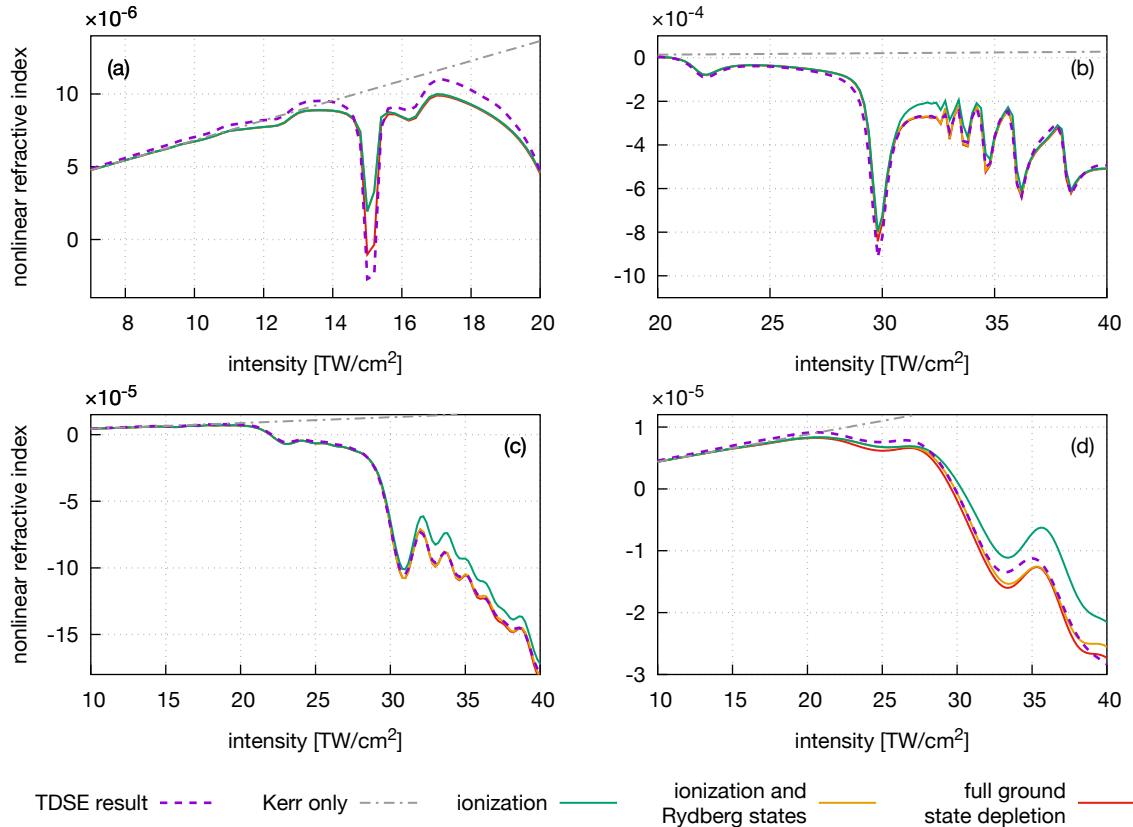 ×10-6
(a)
nonlinear refractive index
10
5
0
8 10 12 14 16 18 20
intensity [TW/cm2]
×10-4
(b)
0
-2
-4
-6
-8
-10
20 25 30 35 40
intensity [TW/cm2]
×10-5
(c)
nonlinear refractive index
0
-5
-10
-15
10 15 20 25 30 35 40
intensity [TW/cm2]
×10-5
(d)
1
0
-1
-2
-3
10 15 20 25 30 35 40
intensity [TW/cm2]
TDSE result
Kerr only
ionization
ionization and
Rydberg states
full ground
state depletion